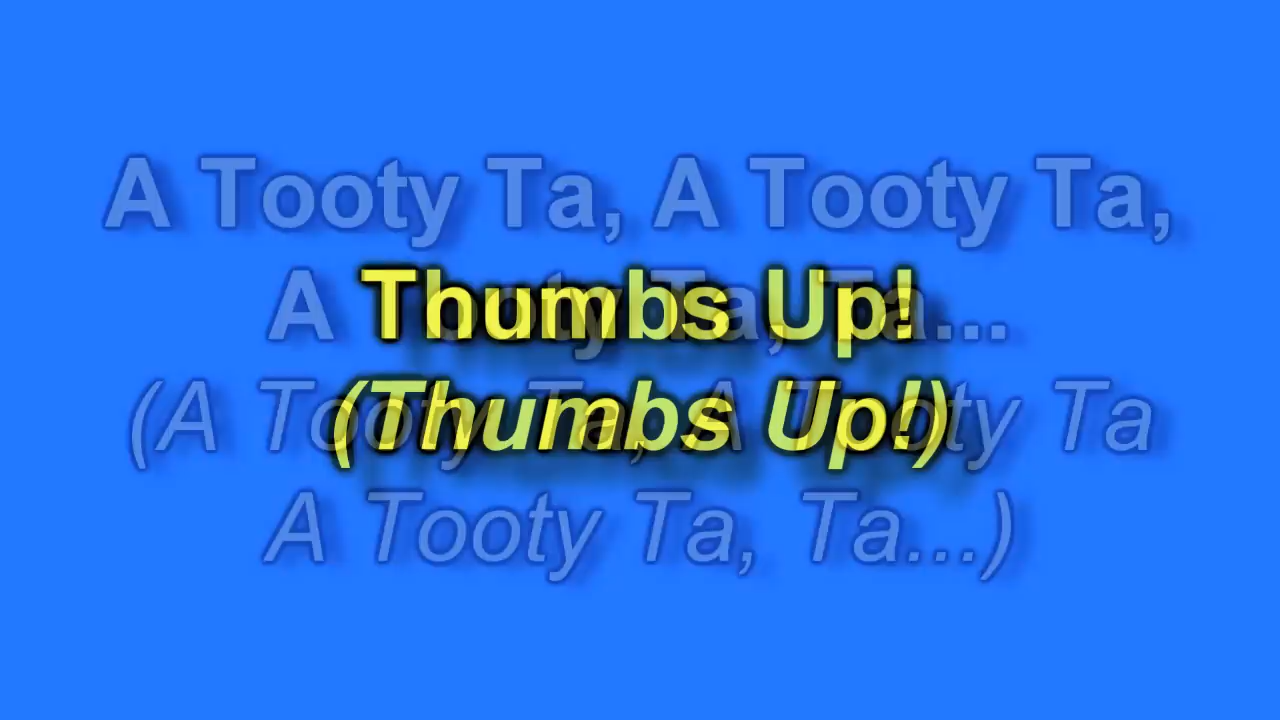 A Tooty Ta, A Tooty Ta,
A Tooty Ta, Ta...
(A Tooty Ta, A Tooty Ta
A Tooty Ta, Ta...)
Thumbs Up!
(Thumbs Up!)